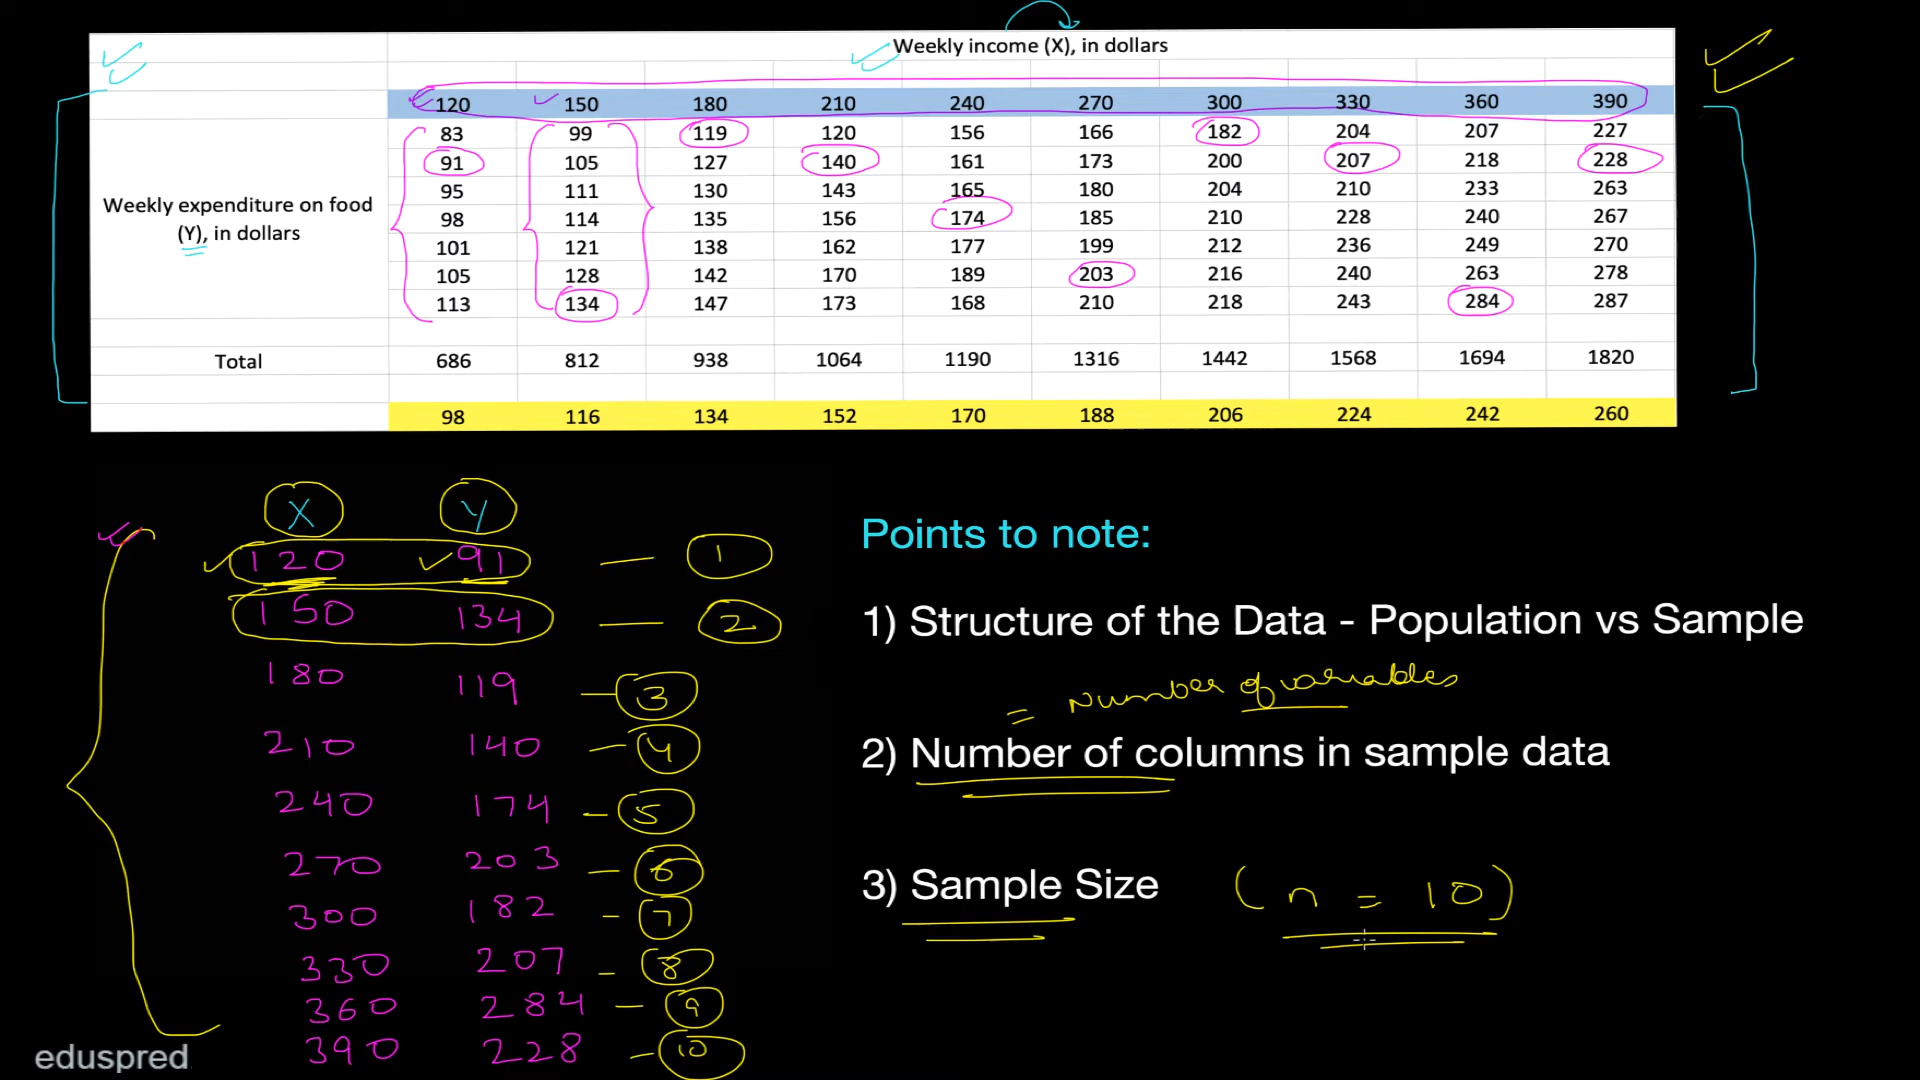 Weekly income (X), in dollars
120 150 180 210 240 270 300 330 360 390
83 99 119 120 156 166 182 204 207 227
91 105 127 140 161 173 200 207 218 228
95 111 130 143 165 180 204 210 233 263
Weekly expenditure on food
98 114 135 156 174 185 210 228 240 267
(Y), in dollars
101 121 138 162 177 199 212 236 249 270
105 128 142 170 189 203 216 240 263 278
113 134 147 173 168 210 218 243 284 287
Total 686 812 938 1064 1190 1316 1442 1568 1694 1820
98 116 134 152 170 188 206 224 242 260
X Y
120 91 — 1
150 134 — 2
180 119 — 3
210 140 — 4
240 174 — 5
270 203 — 6
300 182 — 7
330 207 — 8
360 284 — 9
390 228 — 10
Points to note:
1) Structure of the Data - Population vs Sample
= Number of variables
2) Number of columns in sample data
3) Sample Size (n = 10)
eduspred